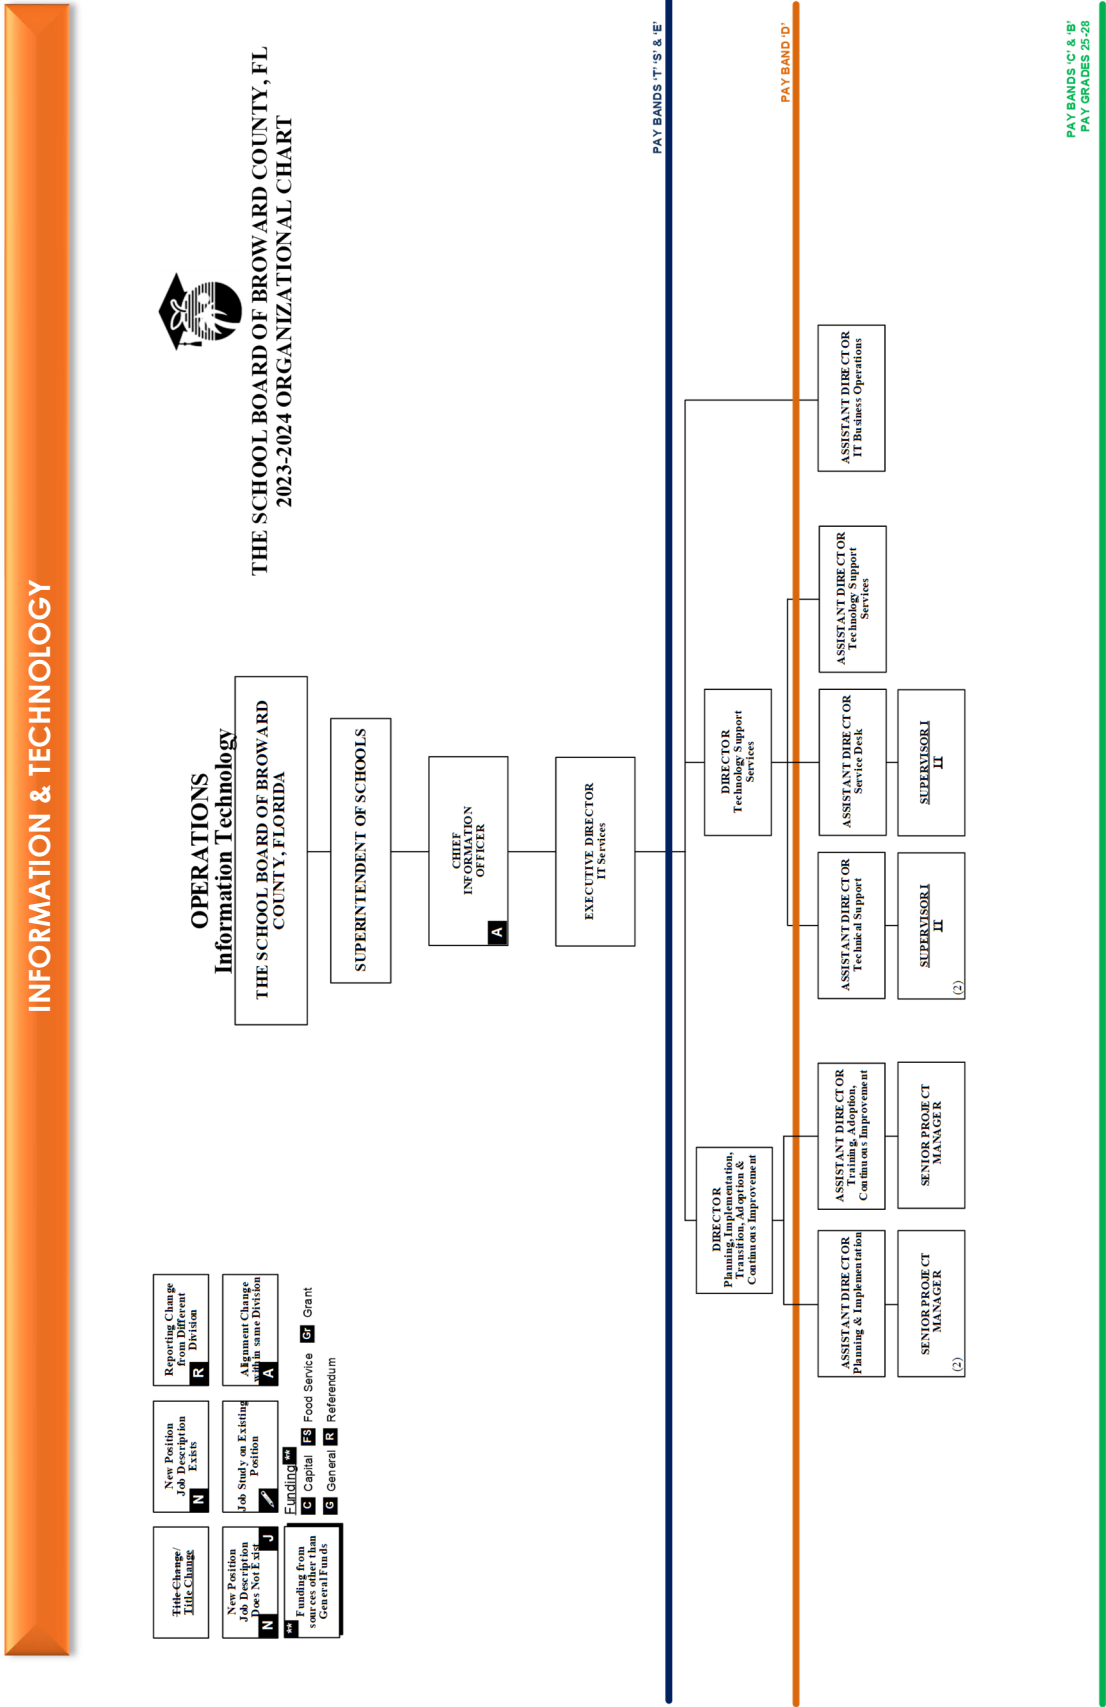 INFORMATION & TECHNOLOGY
THE SCHOOL BOARD OF BROWARD COUNTY, FL
2023-2024 ORGANIZATIONAL CHART
OPERATIONS
Information Technology
Title Change/
Title Change
New Position
Job Description
Exists
N
Reporting Change
from Different
Division
R
New Position
Job Description
Does Not Exist
N
J
Job Study on Existing
Position
Alignment Change
within same Division
A
**
Funding from
sources other than
General Funds
Funding **
C Capital
FS Food Service
Gr Grant
G General
R Referendum
THE SCHOOL BOARD OF BROWARD
COUNTY, FLORIDA
SUPERINTENDENT OF SCHOOLS
CHIEF
INFORMATION
OFFICER
A
EXECUTIVE DIRECTOR
IT Services
PAY BANDS ‘T’ ‘S’ & ‘E’
DIRECTOR
Planning, Implementation,
Transition, Adoption &
Continuous Improvement
DIRECTOR
Technology Support
Services
PAY BAND ‘D’
ASSISTANT DIRECTOR
Planning & Implementation
ASSISTANT DIRECTOR
Training, Adoption,
Continuous Improvement
ASSISTANT DIRECTOR
Technical Support
ASSISTANT DIRECTOR
Service Desk
ASSISTANT DIRECTOR
Technology Support
Services
ASSISTANT DIRECTOR
IT Business Operations
SENIOR PROJECT
MANAGER
(2)
SENIOR PROJECT
MANAGER
SUPERVISOR I
IT
(2)
SUPERVISOR I
IT
PAY BANDS ‘C’ & ‘B’
PAY GRADES 25-28